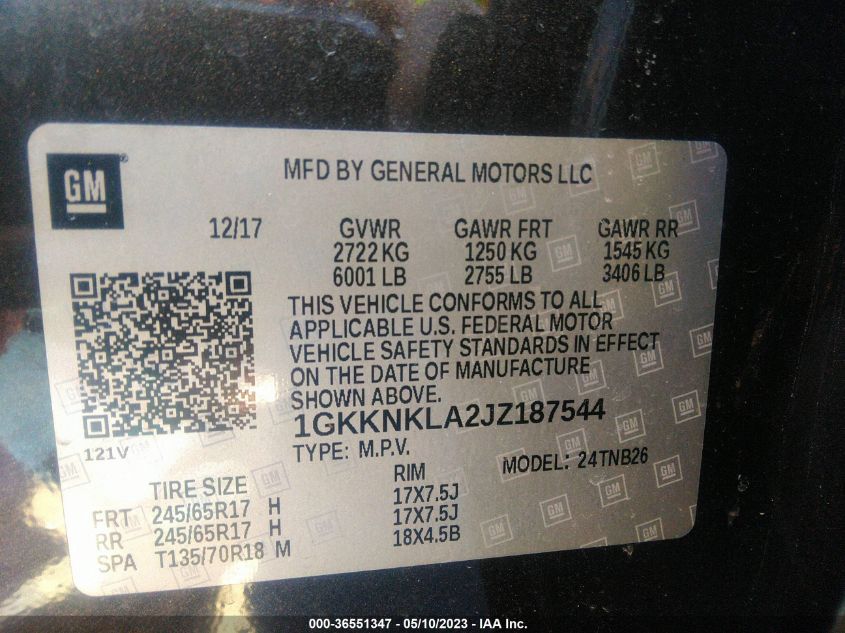 GM
MFD BY GENERAL MOTORS LLC
12/17 GVWR GAWR FRT GAWR RR
2722 KG 1250 KG 1545 KG
6001 LB 2755 LB 3406 LB
THIS VEHICLE CONFORMS TO ALL
APPLICABLE U.S. FEDERAL MOTOR
VEHICLE SAFETY STANDARDS IN EFFECT
ON THE DATE OF MANUFACTURE
SHOWN ABOVE.
1GKKNKLA2JZ187544
121V
TYPE: M.P.V. MODEL: 24TNB26
TIRE SIZE RIM
FRT 245/65R17 H 17X7.5J
RR 245/65R17 H 17X7.5J
SPA T135/70R18 M 18X4.5B
000-36551347 - 05/10/2023 - IAA Inc.